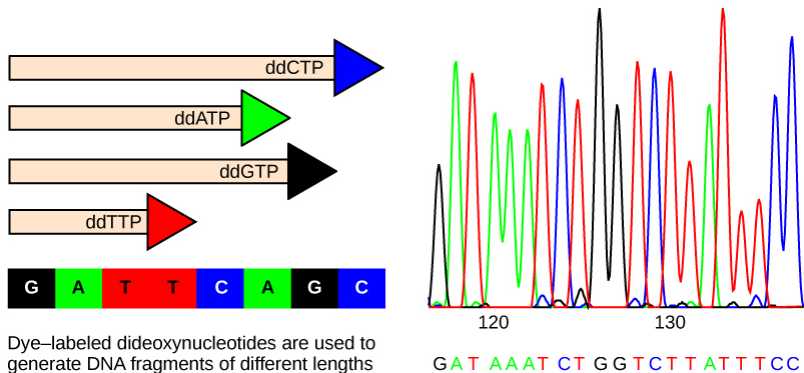 ddCTP
ddATP
ddGTP
ddTTP
G A T T C A G C
Dye–labeled dideoxynucleotides are used to
generate DNA fragments of different lengths
120 130
G A T A A A T C T G G T C T T A T T T C C